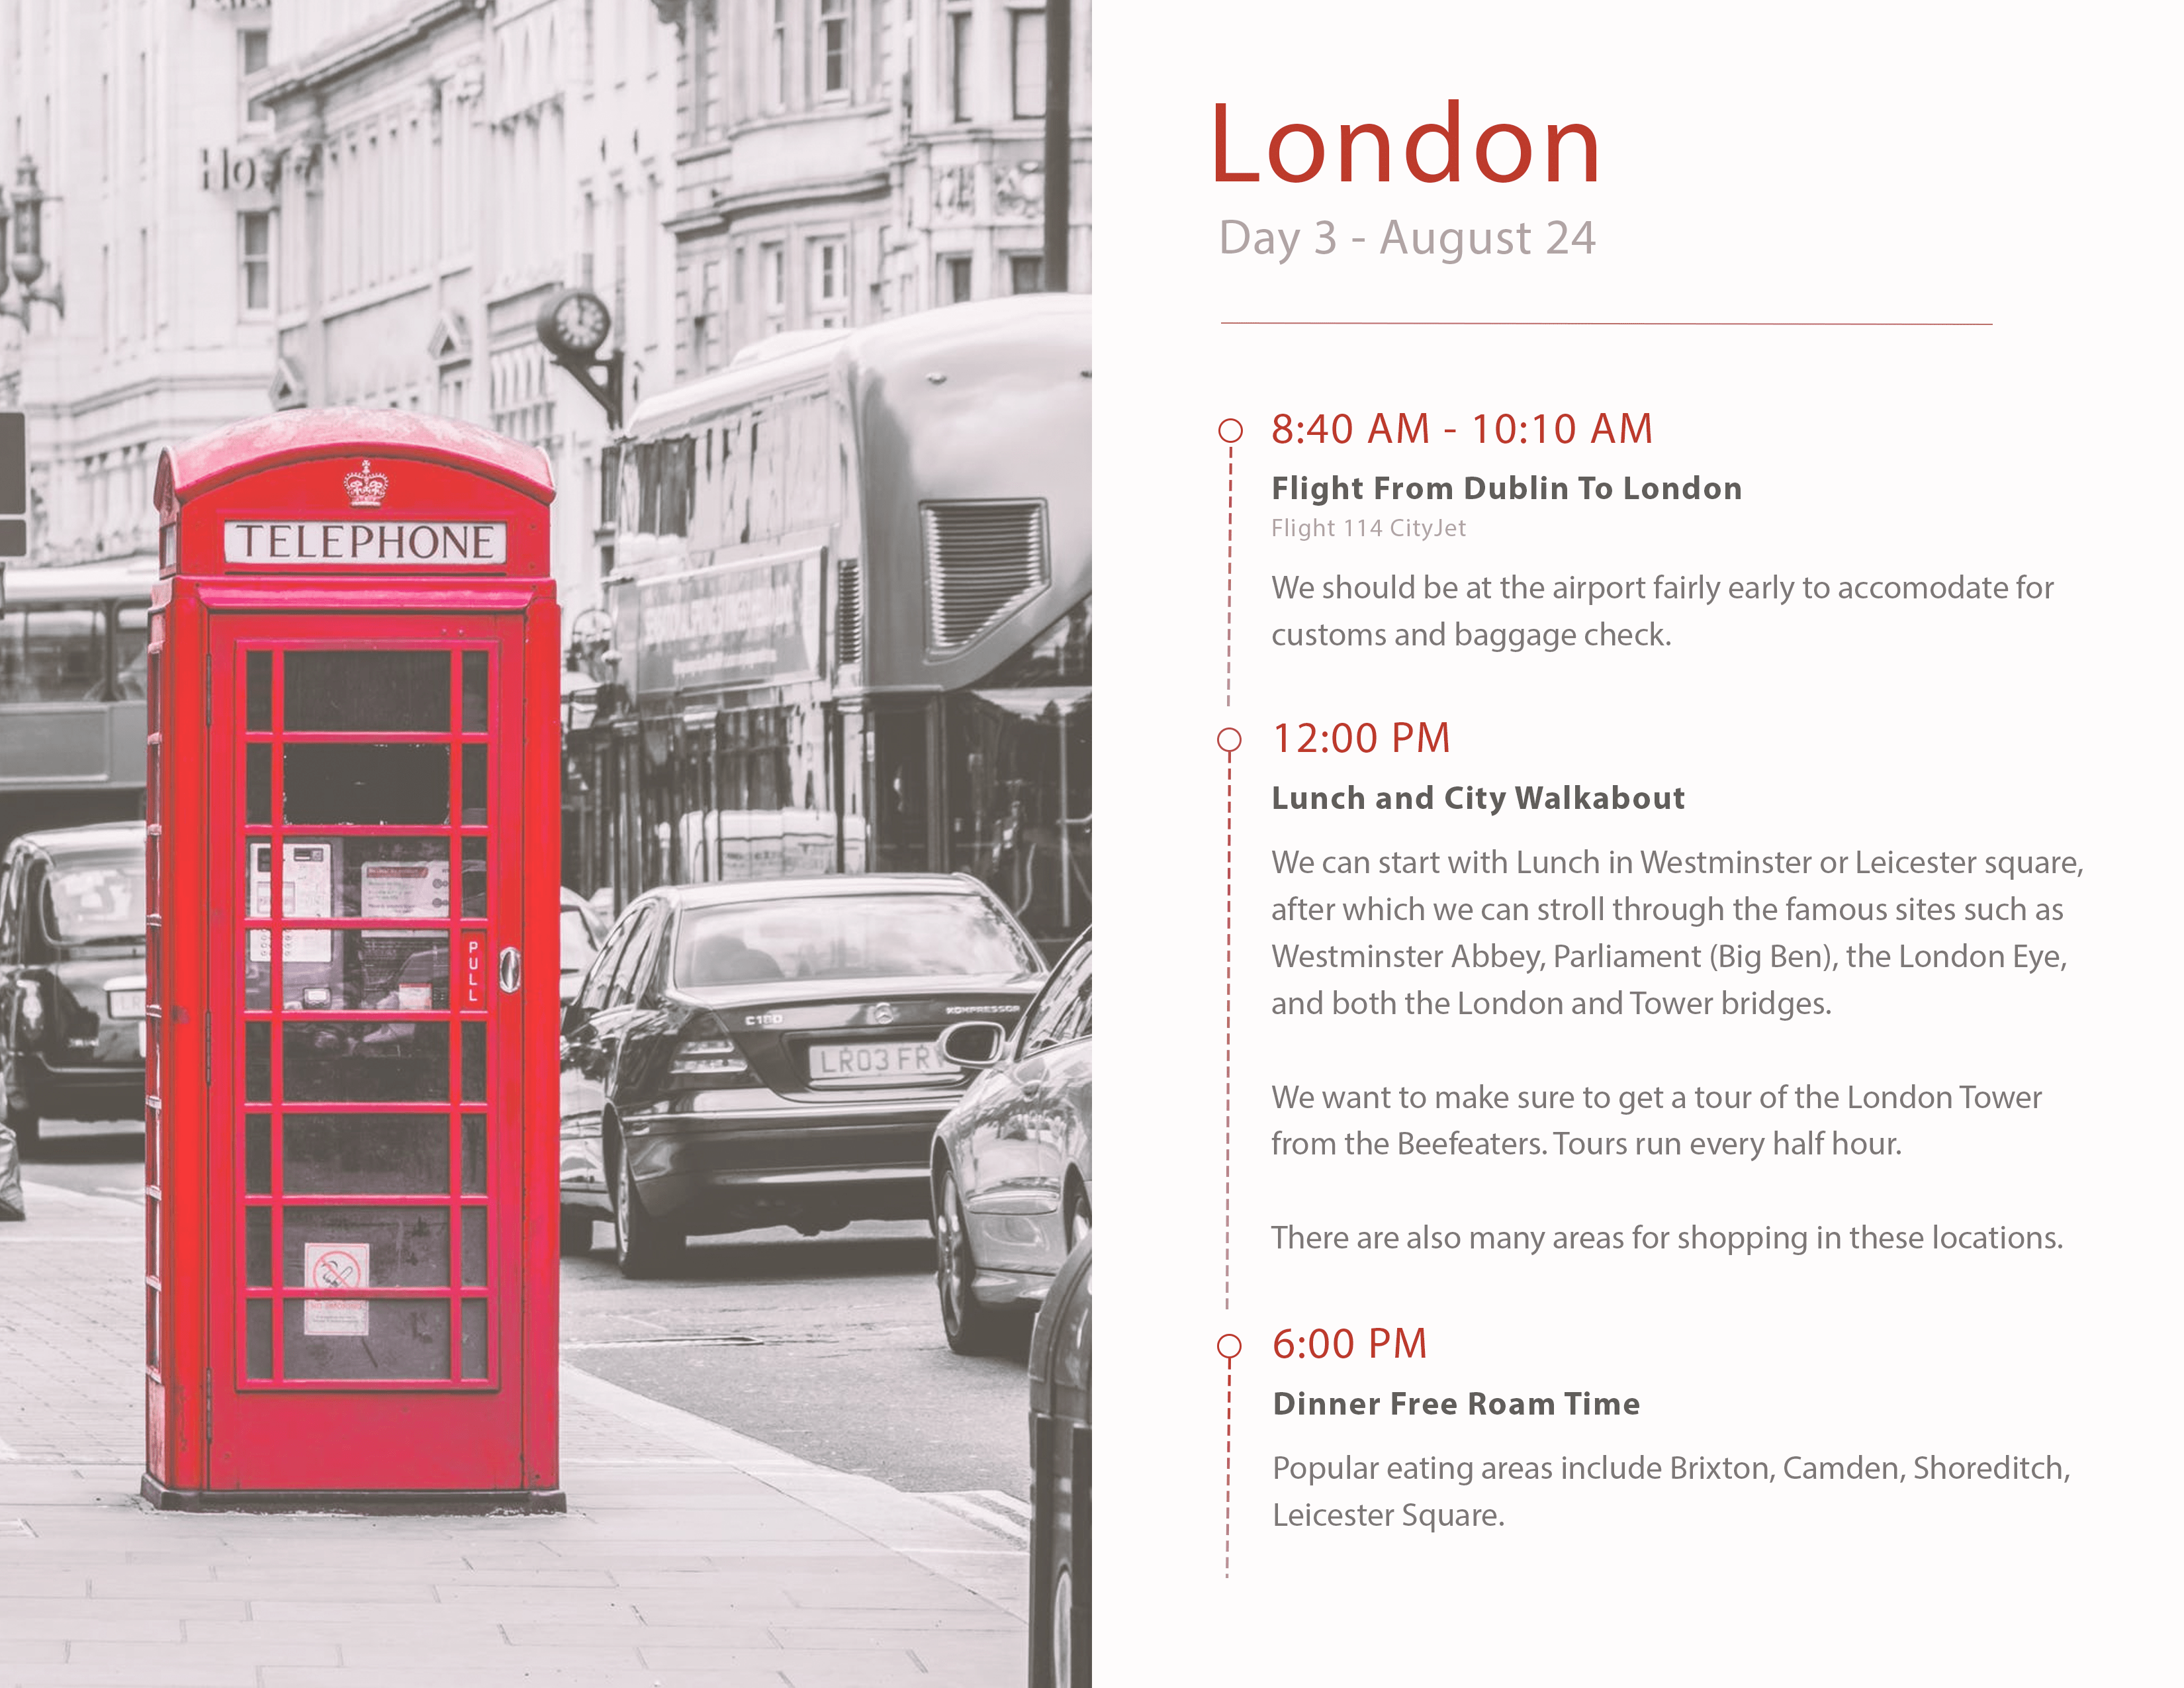 Ho
TELEPHONE
PULL
C180
KOMPRESSOR
LR03 FR
London
Day 3 - August 24
8:40 AM - 10:10 AM
Flight From Dublin To London
Flight 114 CityJet
We should be at the airport fairly early to accomodate for
customs and baggage check.
12:00 PM
Lunch and City Walkabout
We can start with Lunch in Westminster or Leicester square,
after which we can stroll through the famous sites such as
Westminster Abbey, Parliament (Big Ben), the London Eye,
and both the London and Tower bridges.
We want to make sure to get a tour of the London Tower
from the Beefeaters. Tours run every half hour.
There are also many areas for shopping in these locations.
6:00 PM
Dinner Free Roam Time
Popular eating areas include Brixton, Camden, Shoreditch,
Leicester Square.